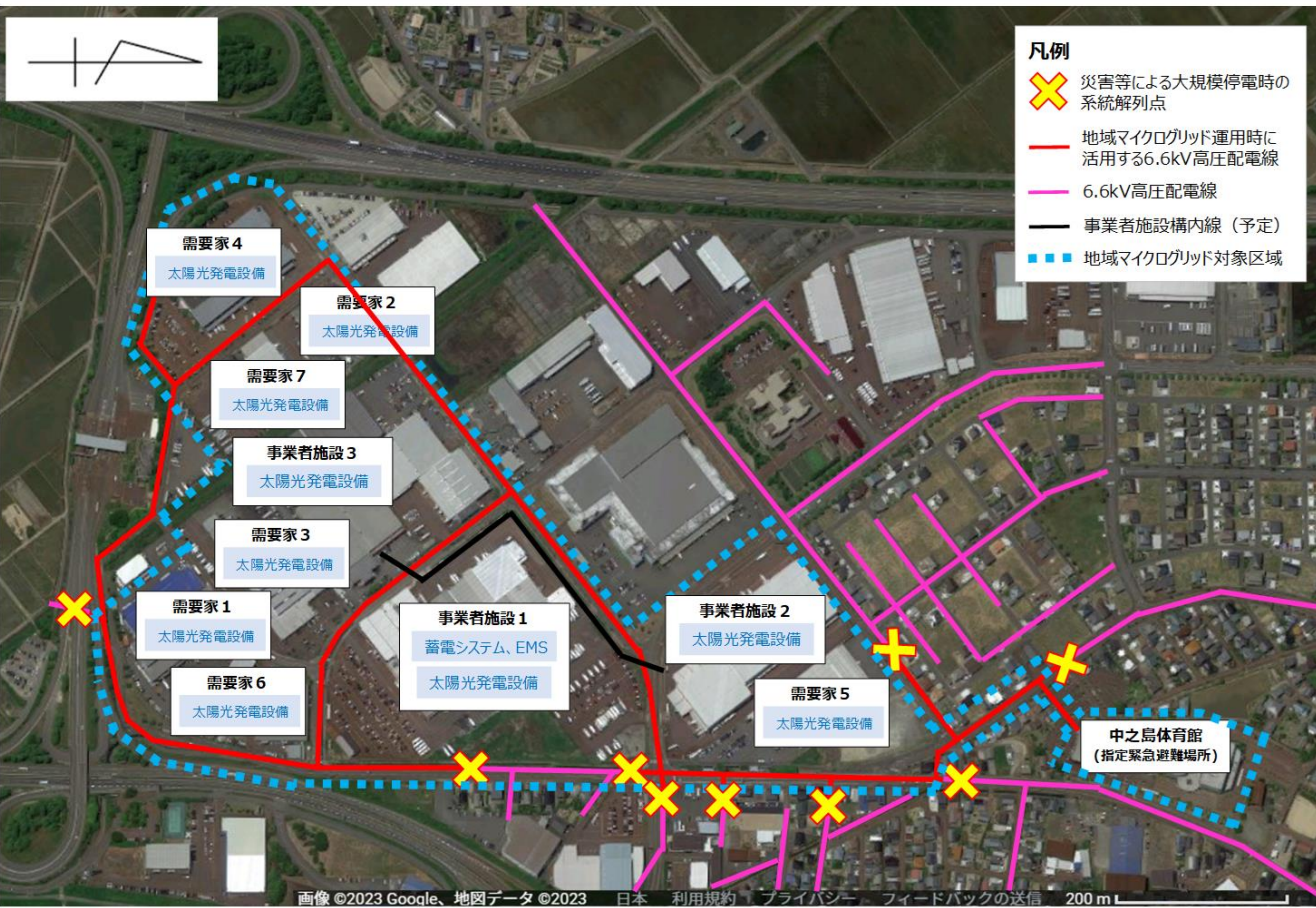 凡例
災害等による大規模停電時の
系統解列点
地域マイクログリッド運用時に
活用する6.6kV高圧配電線
6.6kV高圧配電線
事業者施設構内線（予定）
地域マイクログリッド対象区域
需要家４
太陽光発電設備
需要家２
太陽光発電設備
需要家７
太陽光発電設備
事業者施設３
太陽光発電設備
需要家３
太陽光発電設備
需要家１
太陽光発電設備
需要家６
太陽光発電設備
事業者施設１
蓄電システム、EMS
太陽光発電設備
事業者施設２
太陽光発電設備
需要家５
太陽光発電設備
中之島体育館
(指定緊急避難場所)
画像 ©2023 Google、地図データ ©2023 日本 利用規約 プライバシー フィードバックの送信 200 m